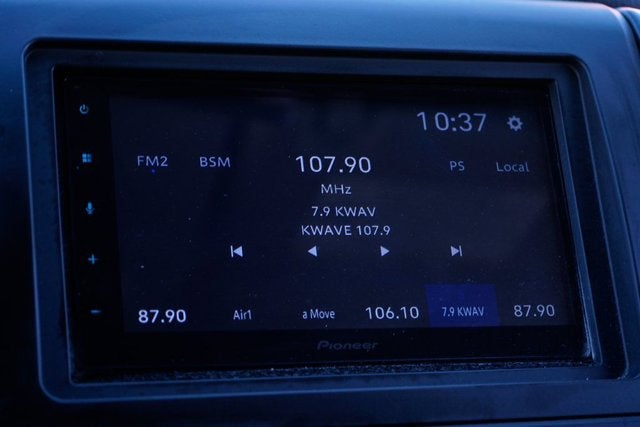 10:37
FM2 BSM 107.90 PS Local
MHz
7.9 KWAV
KWAVE 107.9
87.90 Air1 a Move 106.10 7.9 KWAV 87.90
Pioneer